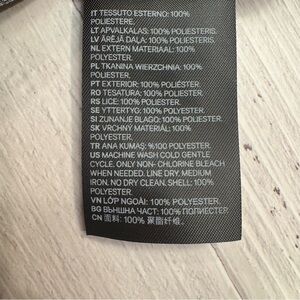 IT TESSUTO ESTERNO: 100%
POLIESTERE.
LT APVALKALAS: 100% POLIESTERIS.
LV ĀRĒJĀ DAĻA: 100% POLIESTERIS.
NL EXTERN MATERIAAL: 100%
POLYESTER.
PL TKANINA WIERZCHNIA: 100%
POLIESTER.
PT EXTERIOR: 100% POLIÉSTER.
RO TESATURA: 100% POLIESTER.
RS LICE: 100% POLIESTER.
SE YTTERTYG: 100% POLYESTER.
SI ZUNANJE BLAGO: 100% POLIESTER.
SK VRCHNÝ MATERIÁL: 100%
POLYESTER.
TR ANA KUMAŞ: %100 POLYESTER.
US MACHINE WASH COLD GENTLE
CYCLE. ONLY NON- CHLORINE BLEACH
WHEN NEEDED. LINE DRY. MEDIUM
IRON. NO DRY CLEAN. SHELL: 100%
POLYESTER.
VN LỚP NGOÀI: 100% POLYESTER.
BG ВЪНШНА ЧАСТ: 100% ПОЛИЕСТЕР.
CN 面料: 100% 聚酯纤维.